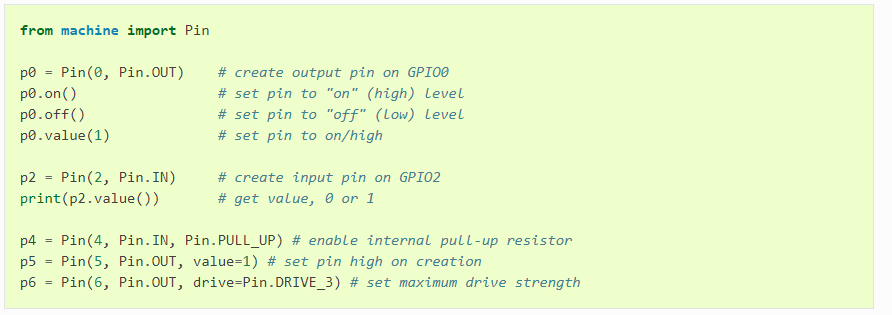 from machine import Pin

p0 = Pin(0, Pin.OUT)    # create output pin on GPIO0
p0.on()                 # set pin to "on" (high) level
p0.off()                # set pin to "off" (low) level
p0.value(1)             # set pin to on/high

p2 = Pin(2, Pin.IN)     # create input pin on GPIO2
print(p2.value())       # get value, 0 or 1

p4 = Pin(4, Pin.IN, Pin.PULL_UP) # enable internal pull-up resistor
p5 = Pin(5, Pin.OUT, value=1) # set pin high on creation
p6 = Pin(6, Pin.OUT, drive=Pin.DRIVE_3) # set maximum drive strength